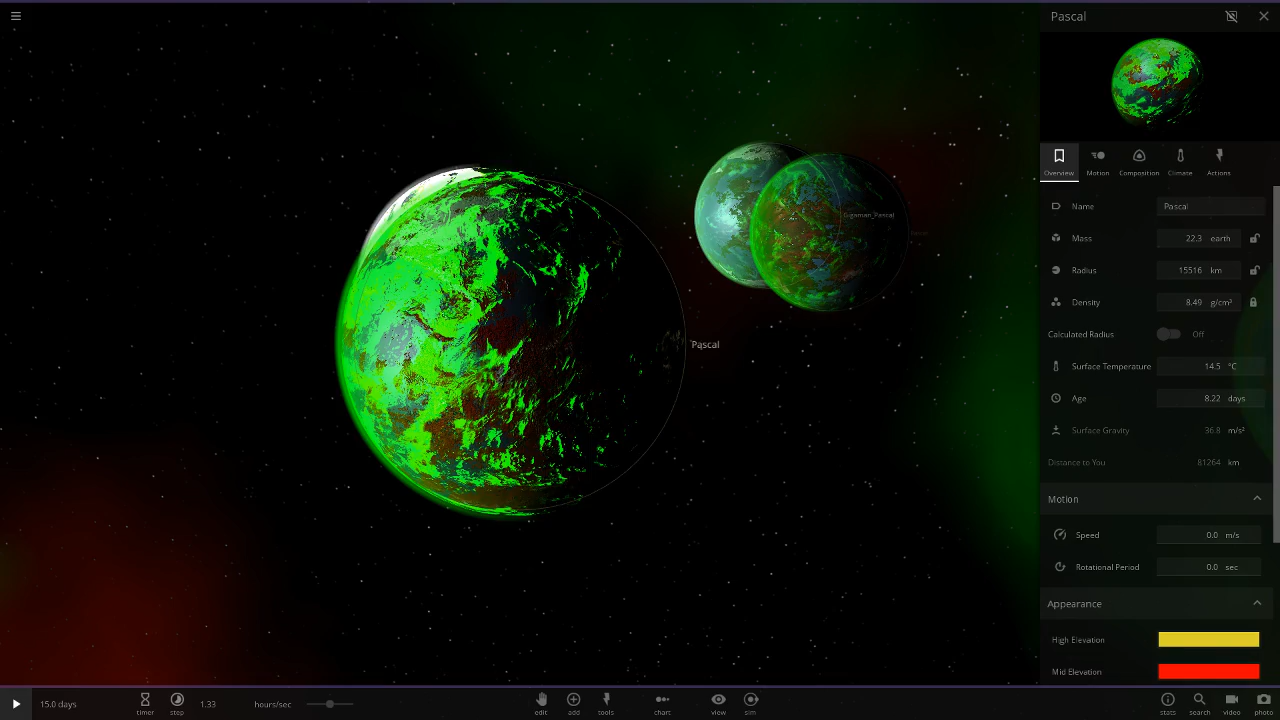 Pascal
Overview Motion Composition Climate Actions
Name Pascal
Mass 22.3 earth
Radius 15516 km
Density 8.49 g/cm³
Calculated Radius Off
Surface Temperature 14.5 °C
Age 8.22 days
Surface Gravity 36.8 m/s²
Distance to You 81264 km
Motion
Speed 0.0 m/s
Rotational Period 0.0 sec
Appearance
High Elevation
Mid Elevation
Gigaman_Pascal
Pascal
15.0 days
timer
step
1.33 hours/sec
edit
add
tools
chart
view
sim
stats
search
video
photo